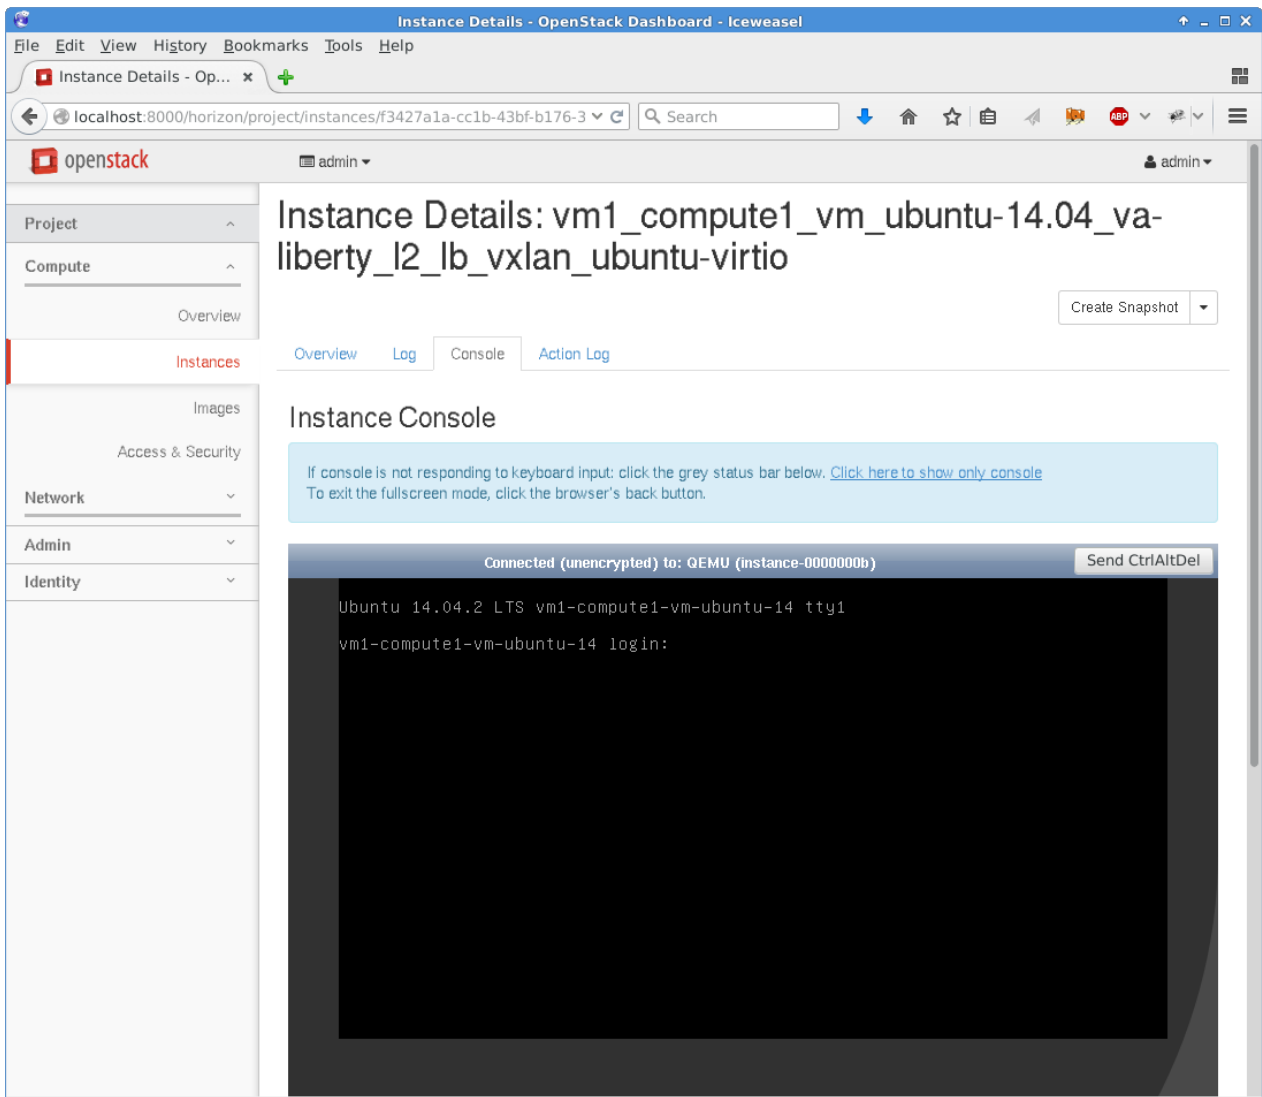 Instance Details - OpenStack Dashboard - Iceweasel
File Edit View History Bookmarks Tools Help
Instance Details - Op...
localhost:8000/horizon/project/instances/f3427a1a-cc1b-43bf-b176-3
Search
ABP
openstack
admin
admin
Project
Compute
Overview
Instances
Images
Access & Security
Network
Admin
Identity
Instance Details: vm1_compute1_vm_ubuntu-14.04_va-
liberty_l2_lb_vxlan_ubuntu-virtio
Create Snapshot
Overview Log Console Action Log
Instance Console
If console is not responding to keyboard input: click the grey status bar below. Click here to show only console
To exit the fullscreen mode, click the browser's back button.
Connected (unencrypted) to: QEMU (instance-0000000b)
Send CtrlAltDel
Ubuntu 14.04.2 LTS vm1-compute1-vm-ubuntu-14 tty1
vm1-compute1-vm-ubuntu-14 login: